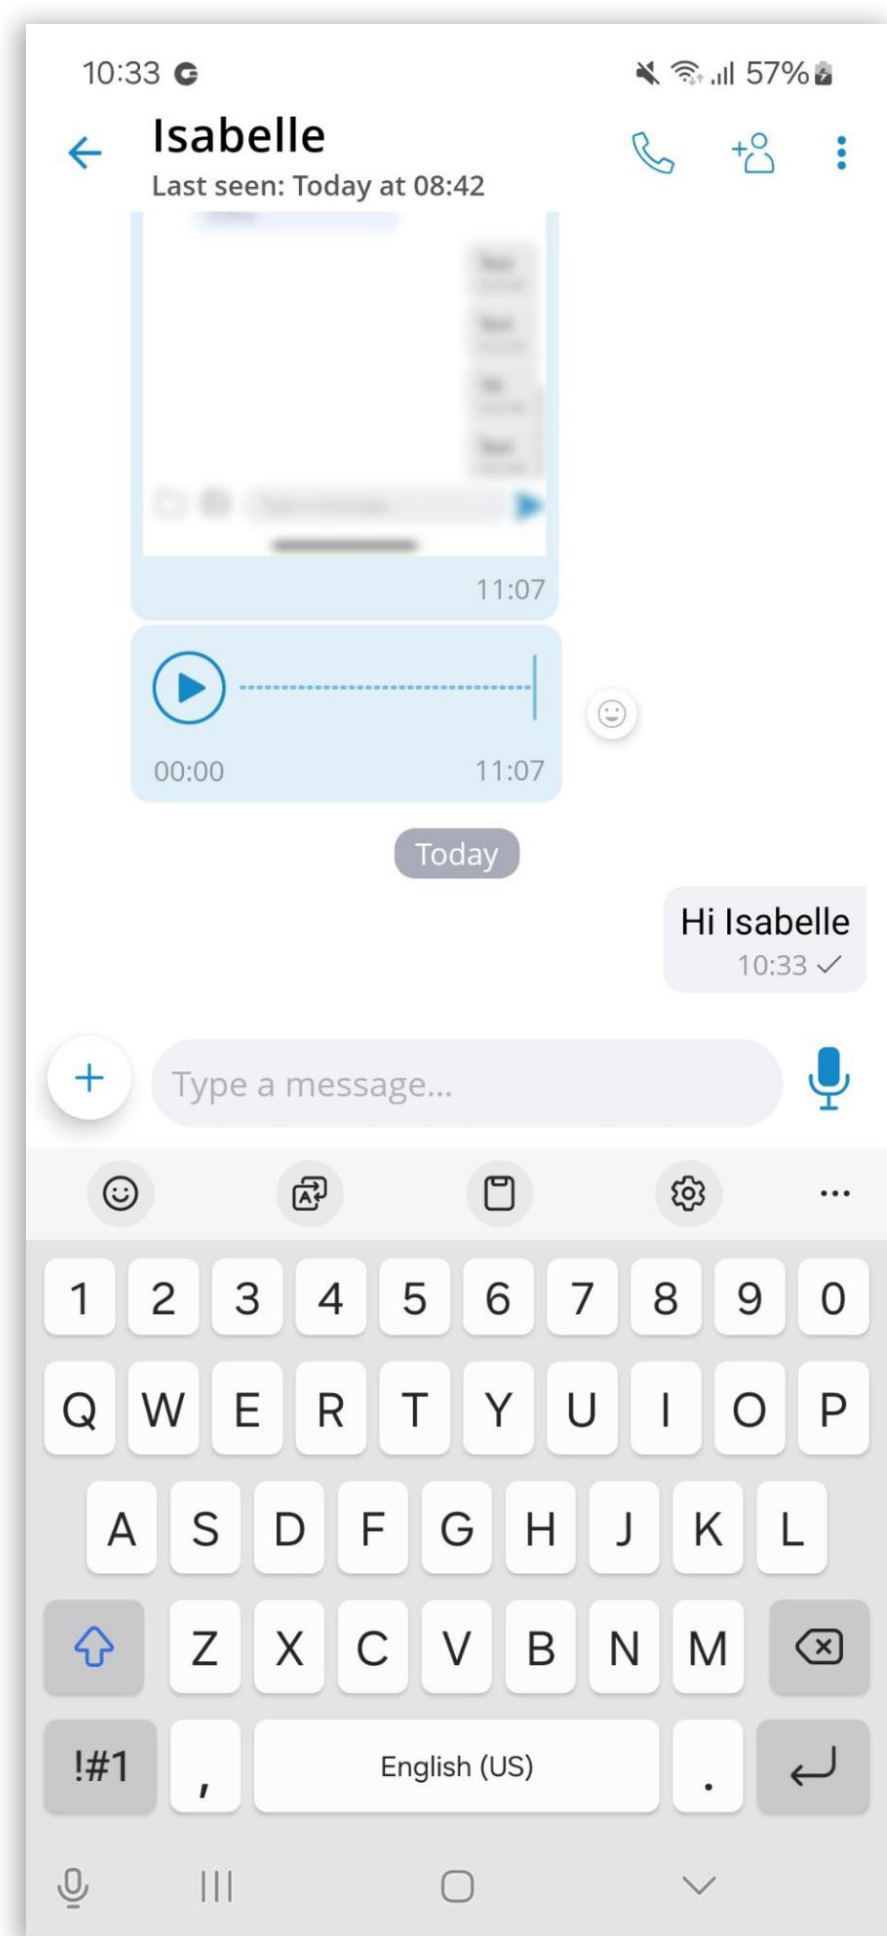 10:33 57%
Isabelle
Last seen: Today at 08:42
11:07
00:00 11:07
Today
Hi Isabelle
10:33
Type a message...
1 2 3 4 5 6 7 8 9 0
Q W E R T Y U I O P
A S D F G H J K L
Z X C V B N M
!#1 , English (US) .